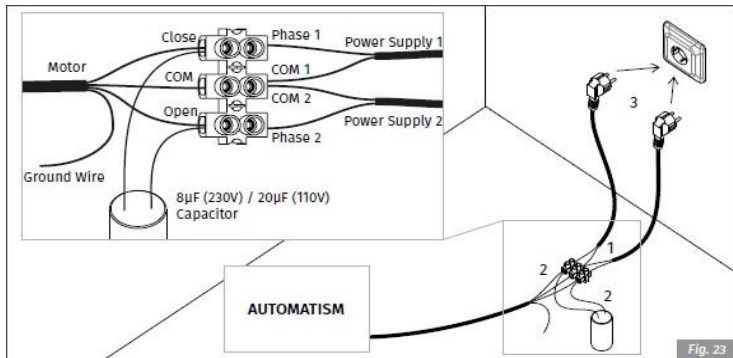 Close
Phase 1
Power Supply 1
Motor
COM
COM 1
COM 2
Open
Power Supply 2
Phase 2
Ground Wire
8µF (230V) / 20µF (110V)
Capacitor
3
1
2
2
AUTOMATISM
Fig. 23